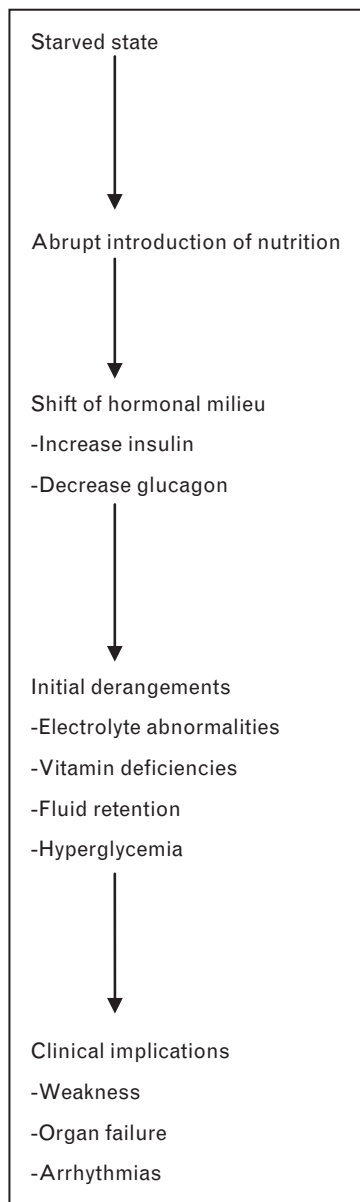 Starved state
Abrupt introduction of nutrition
Shift of hormonal milieu
-Increase insulin
-Decrease glucagon
Initial derangements
-Electrolyte abnormalities
-Vitamin deficiencies
-Fluid retention
-Hyperglycemia
Clinical implications
-Weakness
-Organ failure
-Arrhythmias